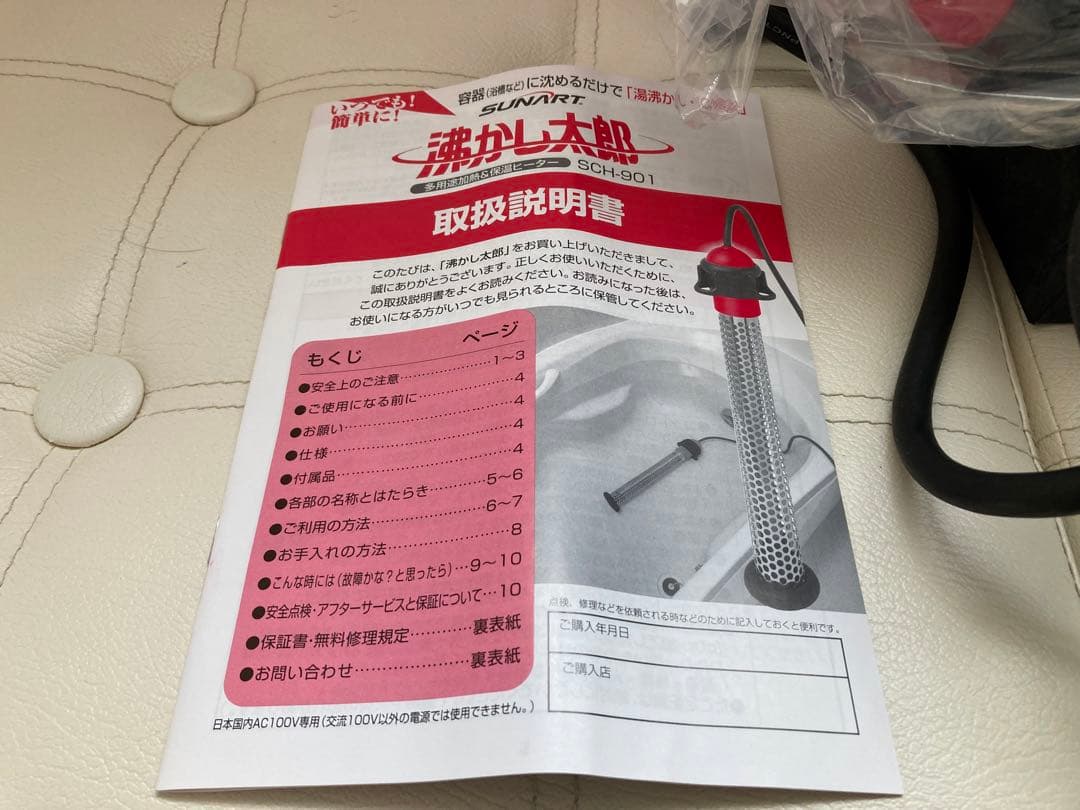 いつでも!
簡単に!
容器(浴槽など)に沈めるだけで「湯沸かし・
SUNART
沸かし太郎
多用途加熱&保温ヒーター SCH-901
取扱説明書
このたびは、「沸かし太郎」をお買い上げいただきまして、
誠にありがとうございます。正しくお使いいただくために、
この取扱説明書をよくお読みください。お読みになった後は、
お使いになる方がいつでも見られるところに保管してください。
もくじ ページ
●安全上のご注意……………1〜3
●ご使用になる前に……………4
●お願い……………………4
●仕様………………………4
●付属品……………………4
●各部の名称とはたらき……5〜6
●ご利用の方法……………6〜7
●お手入れの方法……………8
●こんな時には(故障かな?と思ったら)…9〜10
●安全点検・アフターサービスと保証について…10
●保証書・無料修理規定…………裏表紙
●お問い合わせ…………………裏表紙
点検、修理などを依頼される時などのために記入しておくと便利です。
ご購入年月日
ご購入店
日本国内AC100V専用(交流100V以外の電源では使用できません。)